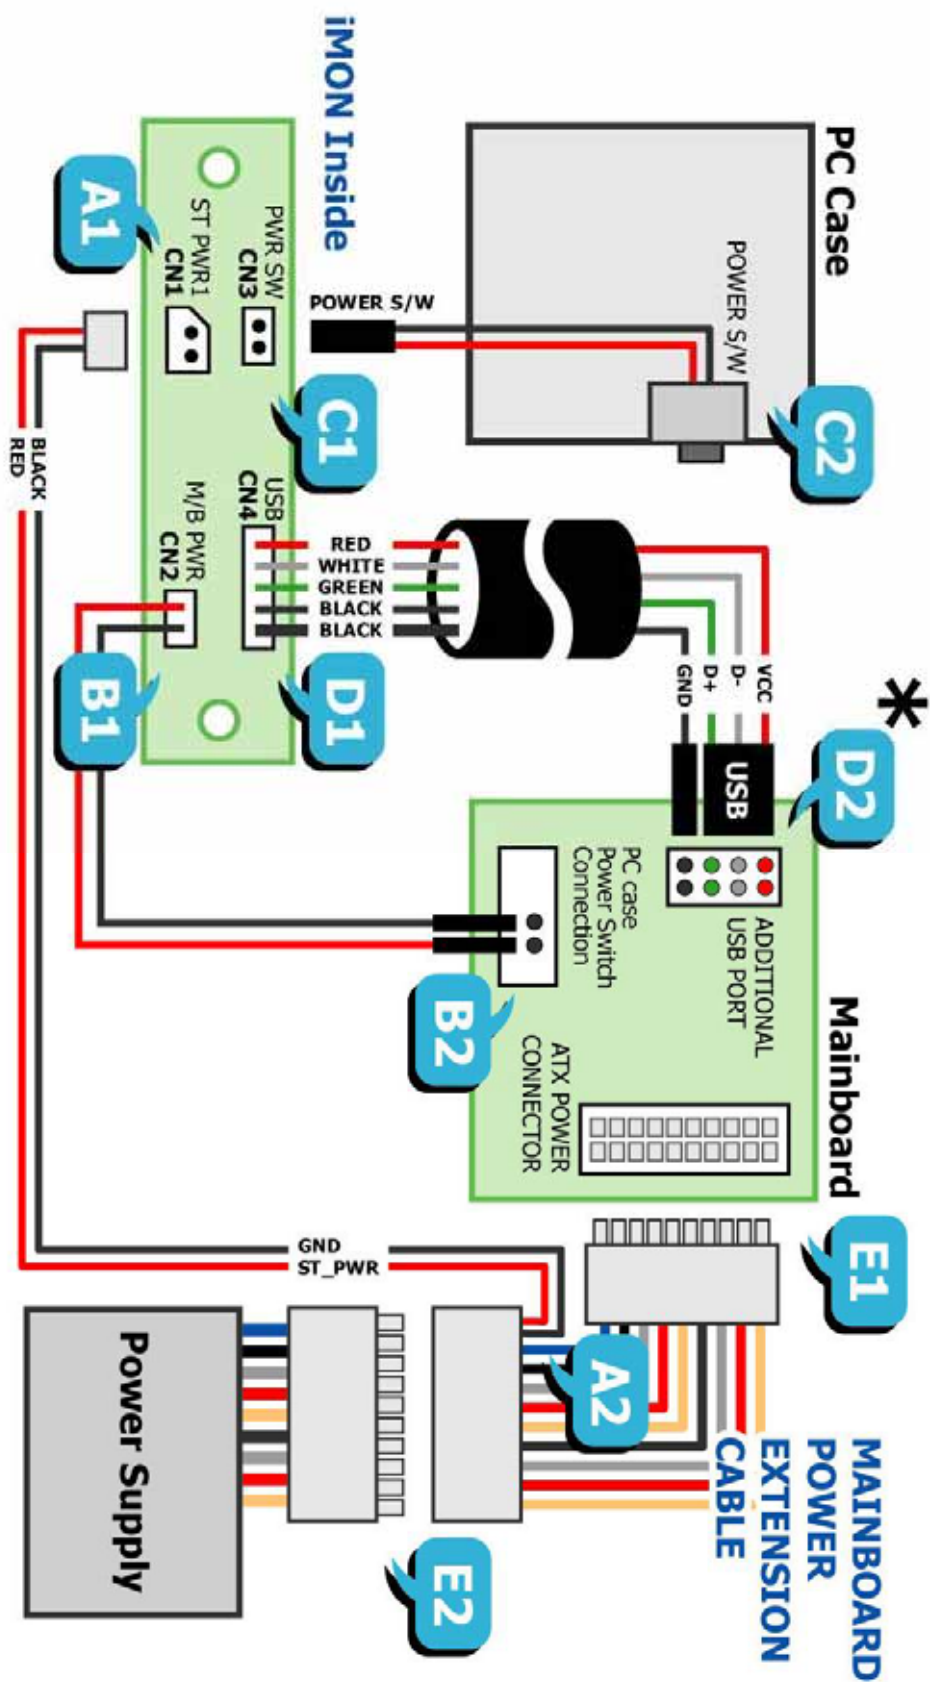 iMON Inside
PC Case
POWER S/W
C2
POWER S/W
A1
ST PWR1
CN1
PWR SW
CN3
C1
BLACK
RED
M/B PWR
CN2
USB
CN4
RED
WHITE
GREEN
BLACK
BLACK
B1
D1
VCC
D-
D+
GND
*
D2
USB
Mainboard
ADDITIONAL
USB PORT
PC case
Power Switch
Connection
B2
ATX POWER
CONNECTOR
E1
GND
ST_PWR
A2
MAINBOARD
POWER
EXTENSION
CABLE
Power Supply
E2